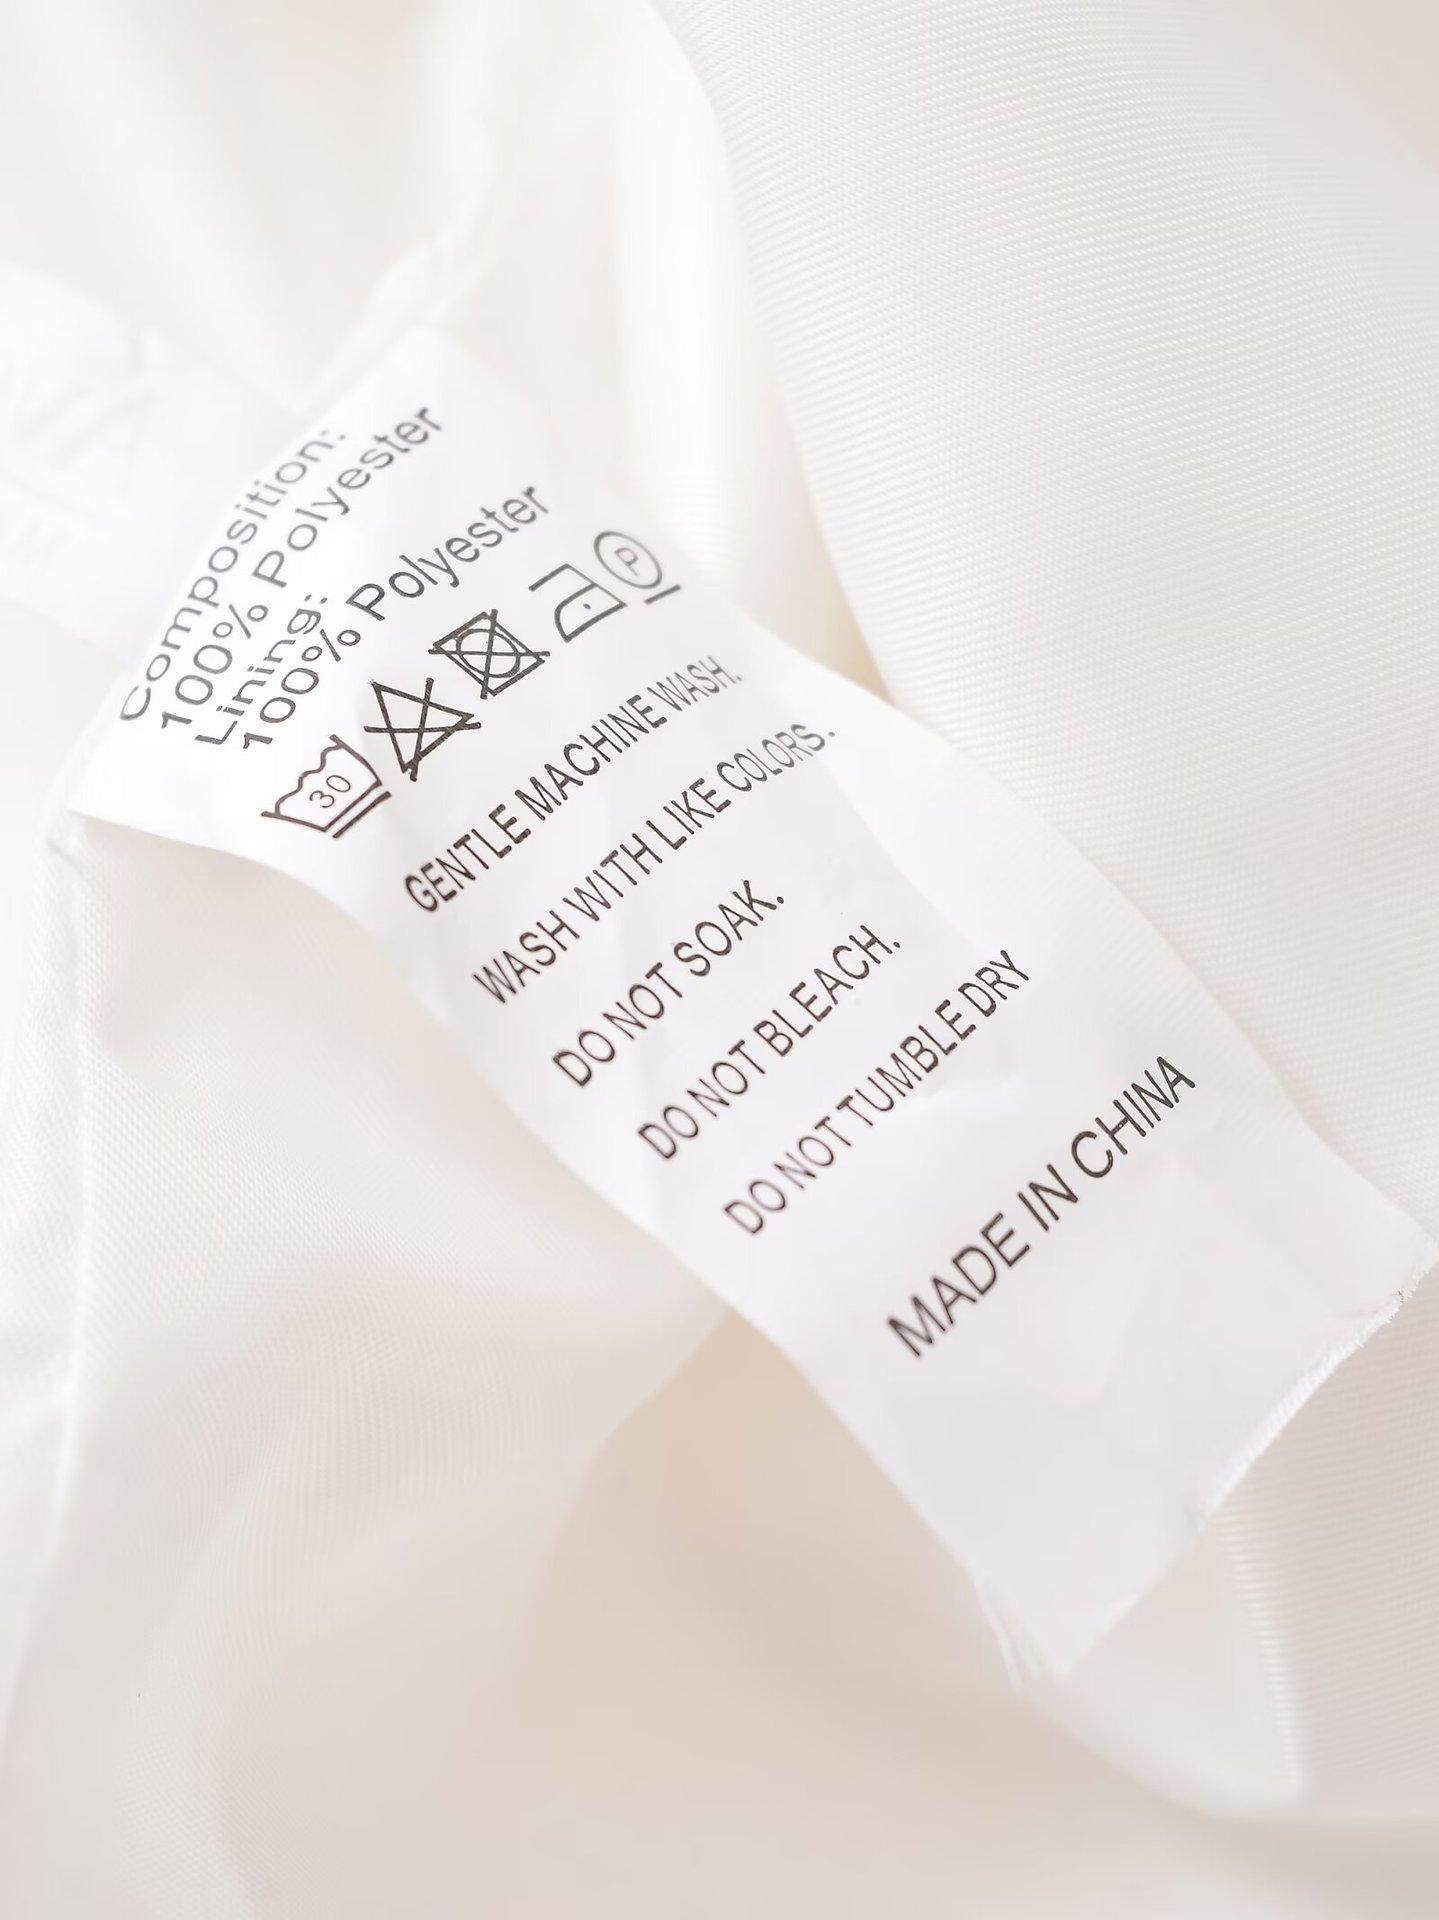 Composition:
100% Polyester
Lining:
100% Polyester
30 P
GENTLE MACHINE WASH.
WASH WITH LIKE COLORS.
DO NOT SOAK.
DO NOT BLEACH.
DO NOT TUMBLE DRY
MADE IN CHINA